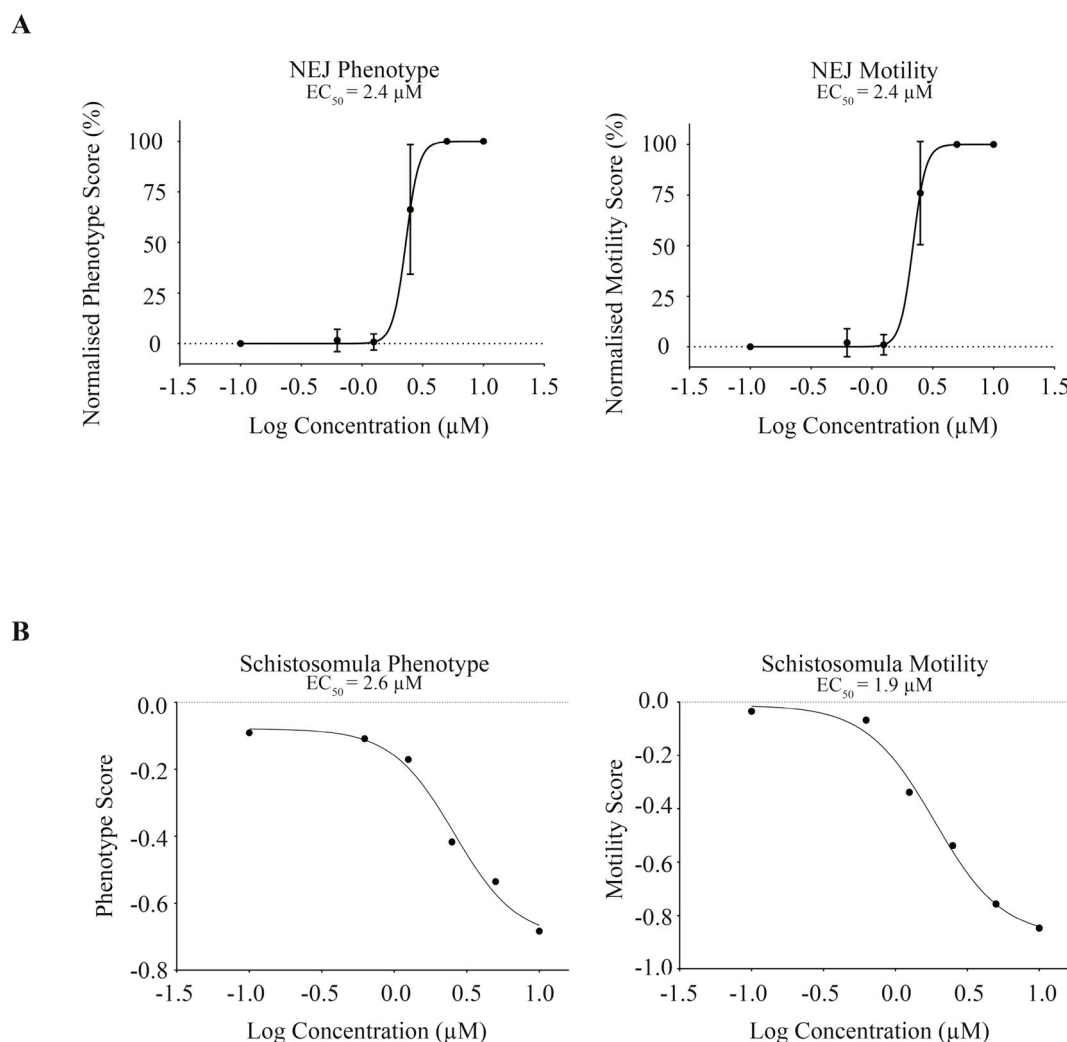 A
NEJ Phenotype
EC50 = 2.4 µM
Normalised Phenotype Score (%)
100
75
50
25
0
-1.5 -1.0 -0.5 -0.0 0.5 1.0 1.5
Log Concentration (µM)
NEJ Motility
EC50 = 2.4 µM
Normalised Motility Score (%)
100
75
50
25
0
-1.5 -1.0 -0.5 -0.0 0.5 1.0 1.5
Log Concentration (µM)
B
Schistosomula Phenotype
EC50 = 2.6 µM
Phenotype Score
0.0
-0.2
-0.4
-0.6
-0.8
-1.5 -1.0 -0.5 0.0 0.5 1.0
Log Concentration (µM)
Schistosomula Motility
EC50 = 1.9 µM
Motility Score
0.0
-0.2
-0.4
-0.6
-0.8
-1.0
-1.5 -1.0 -0.5 0.0 0.5 1.0
Log Concentration (µM)